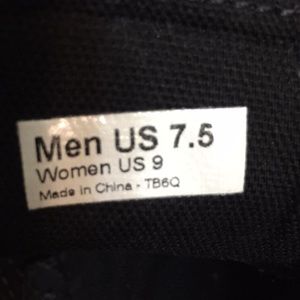 Men US 7.5
Women US 9
Made in China - TB6Q